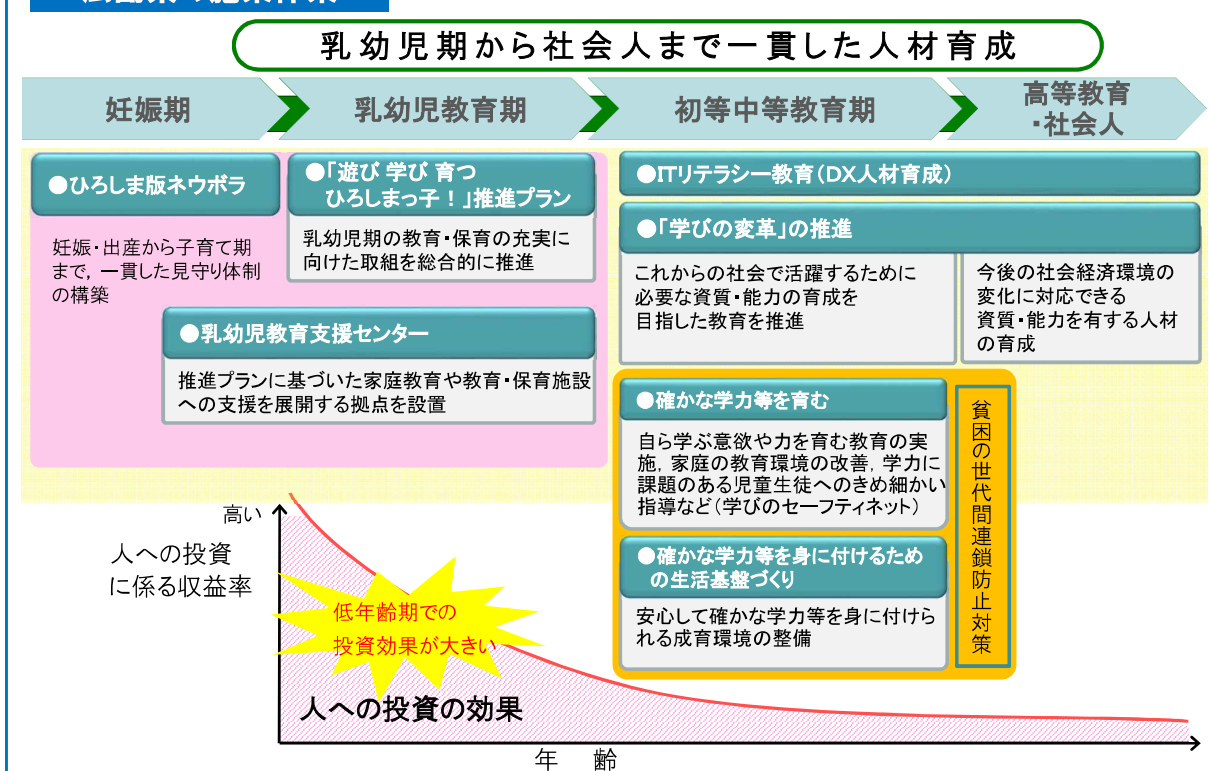 乳幼児期から社会人まで一貫した人材育成
妊娠期
乳幼児教育期
初等中等教育期
高等教育
・社会人
●ひろしま版ネウボラ
妊娠・出産から子育て期
まで，一貫した見守り体制
の構築
●「遊び 学び 育つ
ひろしまっ子！」推進プラン
乳幼児期の教育・保育の充実に
向けた取組を総合的に推進
●乳幼児教育支援センター
推進プランに基づいた家庭教育や教育・保育施設
への支援を展開する拠点を設置
●ITリテラシー教育（DX人材育成）
●「学びの変革」の推進
これからの社会で活躍するために
必要な資質・能力の育成を
目指した教育を推進
今後の社会経済環境の
変化に対応できる
資質・能力を有する人材
の育成
●確かな学力等を育む
自ら学ぶ意欲や力を育む教育の実
施，家庭の教育環境の改善，学力に
課題のある児童生徒へのきめ細かい
指導など（学びのセーフティネット）
●確かな学力等を身に付けるため
の生活基盤づくり
安心して確かな学力等を身に付けら
れる成育環境の整備
貧困の世代間連鎖防止対策
高い
人への投資
に係る収益率
低年齢期での
投資効果が大きい
人への投資の効果
年　齢